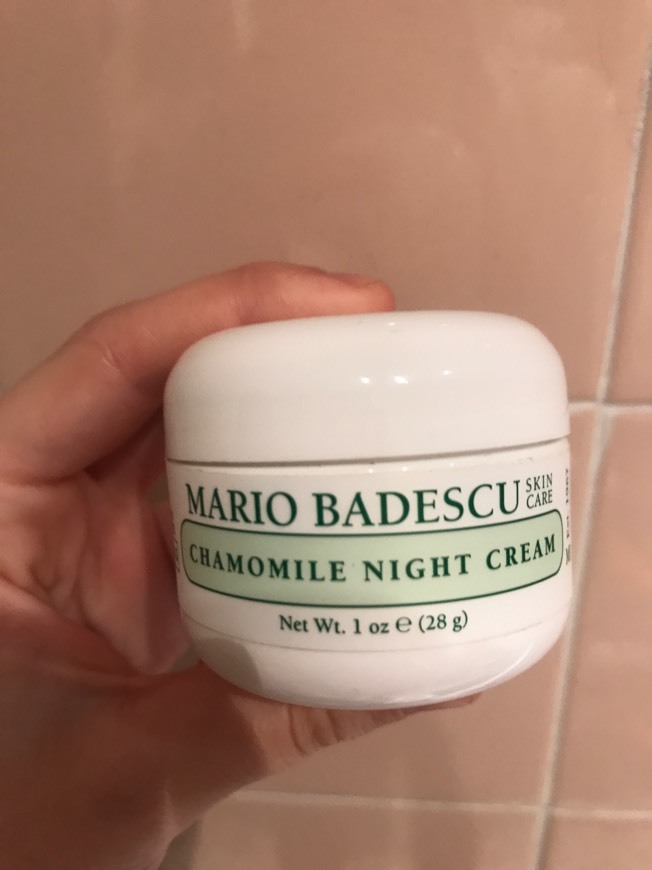 MARIO BADESCU SKIN CARE
CHAMOMILE NIGHT CREAM
Net Wt. 1 oz ℮ (28 g)